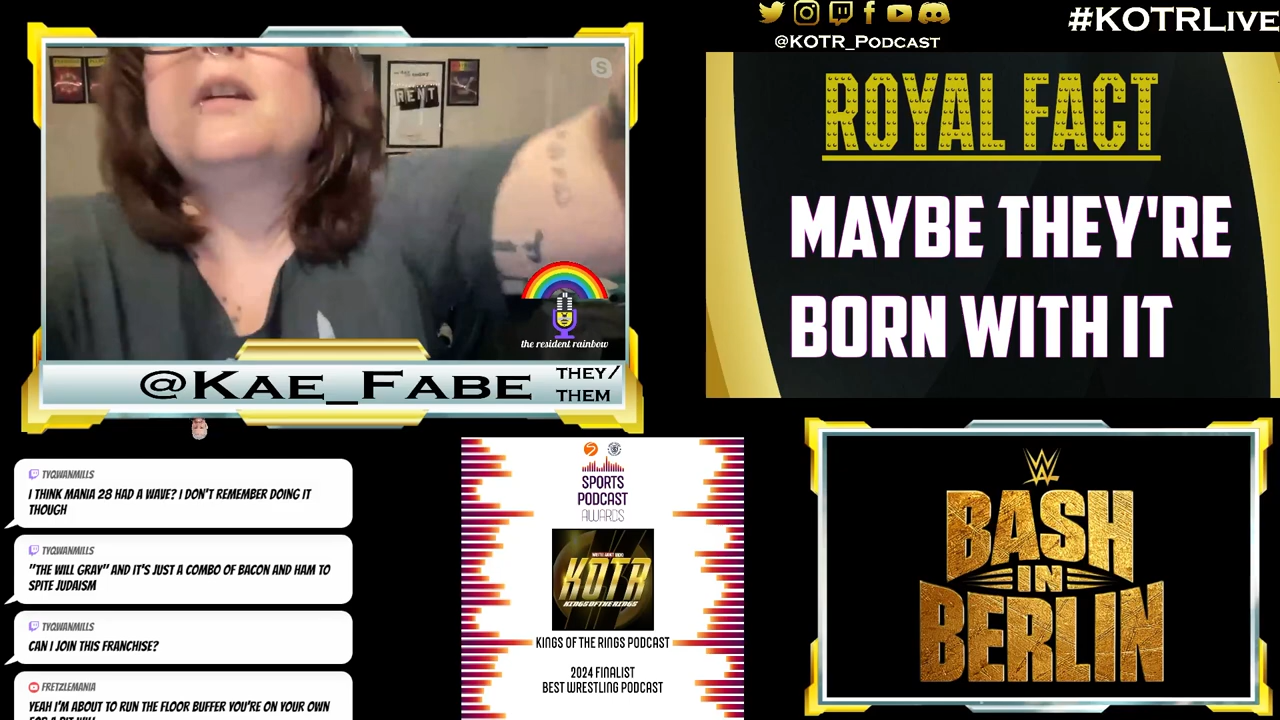 RENT
the resident rainbow
@KAE_FABE
THEY/
THEM
@KOTR_PODCAST
#KOTRLIVE
ROYAL FACT
MAYBE THEY'RE
BORN WITH IT
TYQWANMILLS
I THINK MANIA 28 HAD A WAVE? I DON'T REMEMBER DOING IT
THOUGH
TYQWANMILLS
"THE WILL GRAY" AND IT'S JUST A COMBO OF BACON AND HAM TO
SPITE JUDAISM
TYQWANMILLS
CAN I JOIN THIS FRANCHISE?
FRETZLEMANIA
YEAH I'M ABOUT TO RUN THE FLOOR BUFFER YOU'RE ON YOUR OWN
FOR A BIT WILL
SPORTS
PODCAST
AWARDS
KOTR
KINGS OF THE RINGS
KINGS OF THE RINGS PODCAST
2024 FINALIST
BEST WRESTLING PODCAST
W
BASH
IN
BERLIN